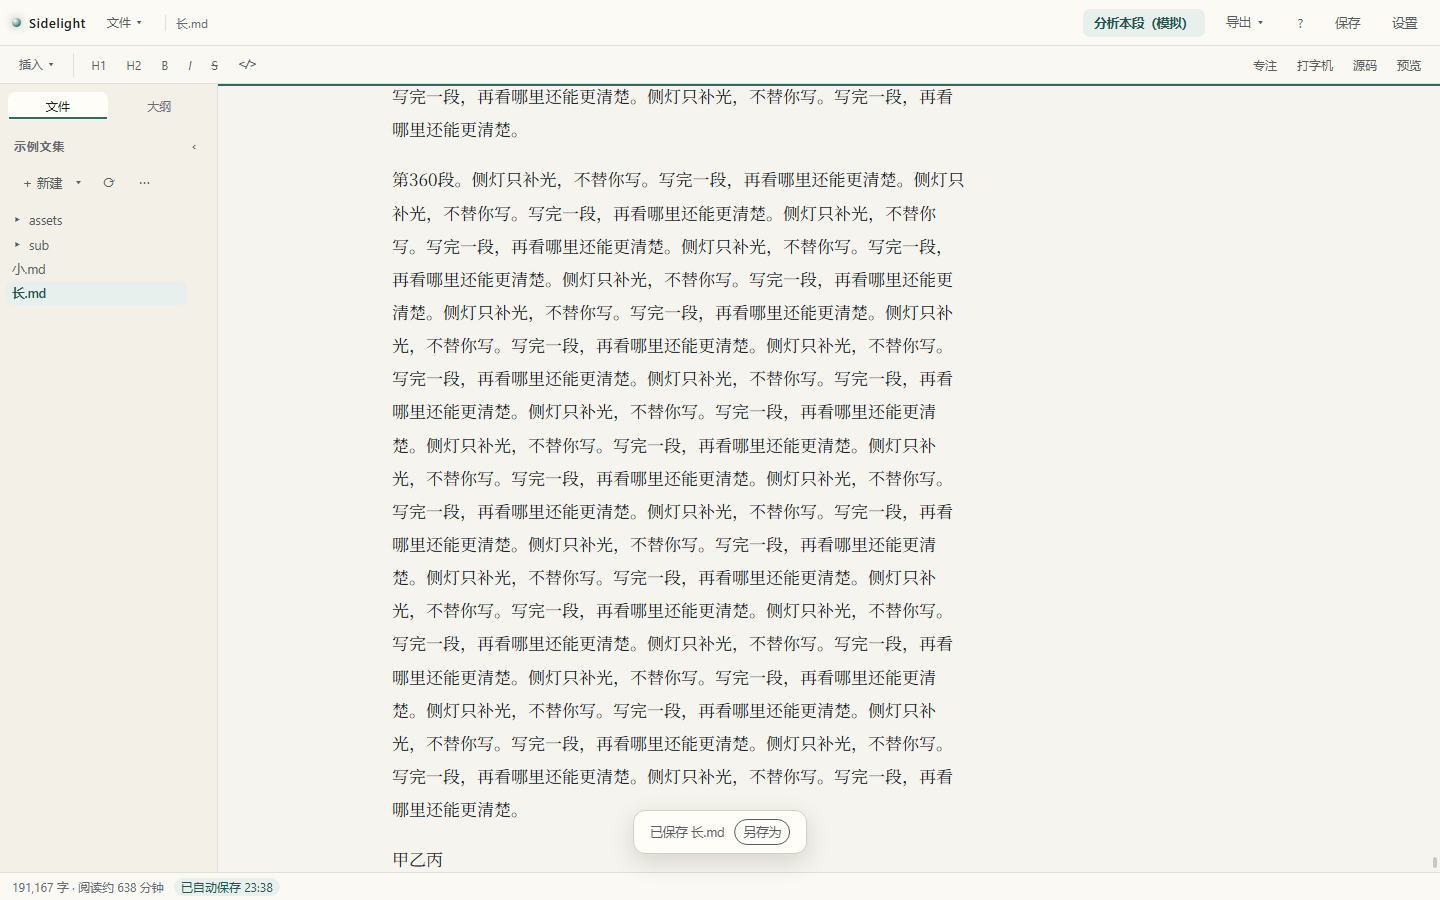 Sidelight 文件 长.md 分析本段（模拟） 导出 ? 保存 设置
插入 H1 H2 B I S </> 专注 打字机 源码 预览
文件 大纲
示例文集
+ 新建 ...
assets
sub
小.md
长.md
写完一段，再看哪里还能更清楚。侧灯只补光，不替你写。写完一段，再看
哪里还能更清楚。
第360段。侧灯只补光，不替你写。写完一段，再看哪里还能更清楚。侧灯只
补光，不替你写。写完一段，再看哪里还能更清楚。侧灯只补光，不替你
写。写完一段，再看哪里还能更清楚。侧灯只补光，不替你写。写完一段，
再看哪里还能更清楚。侧灯只补光，不替你写。写完一段，再看哪里还能更
清楚。侧灯只补光，不替你写。写完一段，再看哪里还能更清楚。侧灯只补
光，不替你写。写完一段，再看哪里还能更清楚。侧灯只补光，不替你写。
写完一段，再看哪里还能更清楚。侧灯只补光，不替你写。写完一段，再看
哪里还能更清楚。侧灯只补光，不替你写。写完一段，再看哪里还能更清
楚。侧灯只补光，不替你写。写完一段，再看哪里还能更清楚。侧灯只补
光，不替你写。写完一段，再看哪里还能更清楚。侧灯只补光，不替你写。
写完一段，再看哪里还能更清楚。侧灯只补光，不替你写。写完一段，再看
哪里还能更清楚。侧灯只补光，不替你写。写完一段，再看哪里还能更清
楚。侧灯只补光，不替你写。写完一段，再看哪里还能更清楚。侧灯只补
光，不替你写。写完一段，再看哪里还能更清楚。侧灯只补光，不替你写。
写完一段，再看哪里还能更清楚。侧灯只补光，不替你写。写完一段，再看
哪里还能更清楚。侧灯只补光，不替你写。写完一段，再看哪里还能更清
楚。侧灯只补光，不替你写。写完一段，再看哪里还能更清楚。侧灯只补
光，不替你写。写完一段，再看哪里还能更清楚。侧灯只补光，不替你写。
写完一段，再看哪里还能更清楚。侧灯只补光，不替你写。写完一段，再看
哪里还能更清楚。
已保存 长.md 另存为
甲乙丙
191,167 字 · 阅读约 638 分钟 已自动保存 23:38